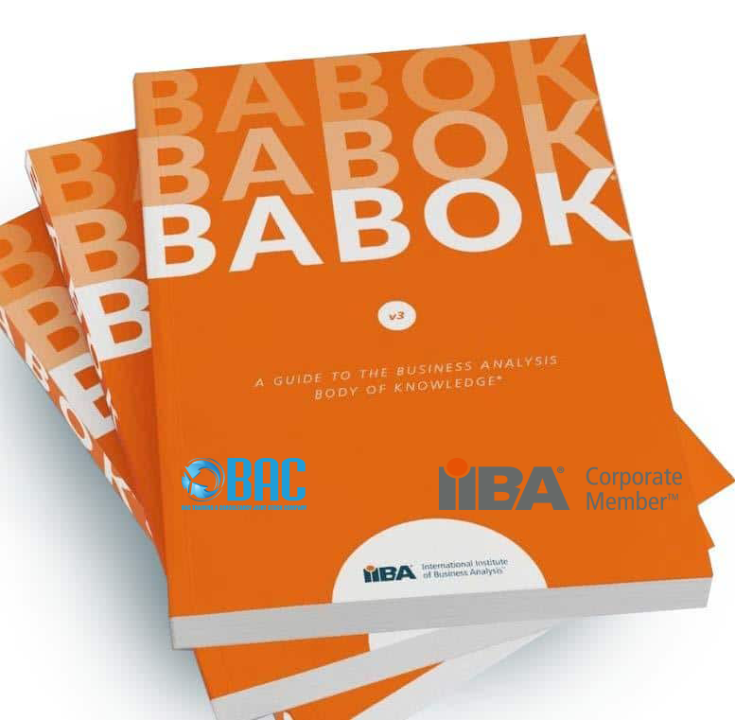 BABOK
BABOK
BABOK®
v3
A GUIDE TO THE BUSINESS ANALYSIS
BODY OF KNOWLEDGE®
BAC
iiBA® Corporate
Member™
iiBA® International Institute
of Business Analysis™